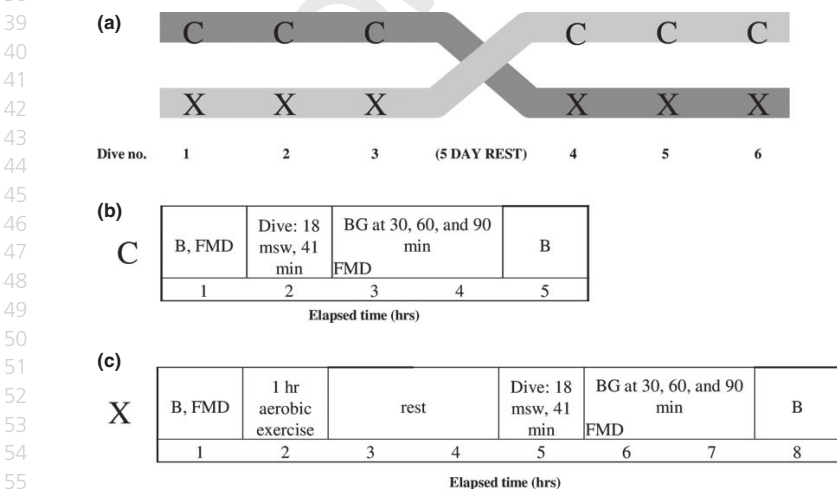 39
40
41
42
43
44
45
46
47
48
49
50
51
52
53
54
55
(a)
C C C C C C
X X X X X X
Dive no. 1 2 3 (5 DAY REST) 4 5 6
(b)
C
B, FMD
Dive: 18
msw, 41
min
BG at 30, 60, and 90
min
FMD
B
1 2 3 4 5
Elapsed time (hrs)
(c)
X
B, FMD
1 hr
aerobic
exercise
rest
Dive: 18
msw, 41
min
BG at 30, 60, and 90
min
FMD
B
1 2 3 4 5 6 7 8
Elapsed time (hrs)